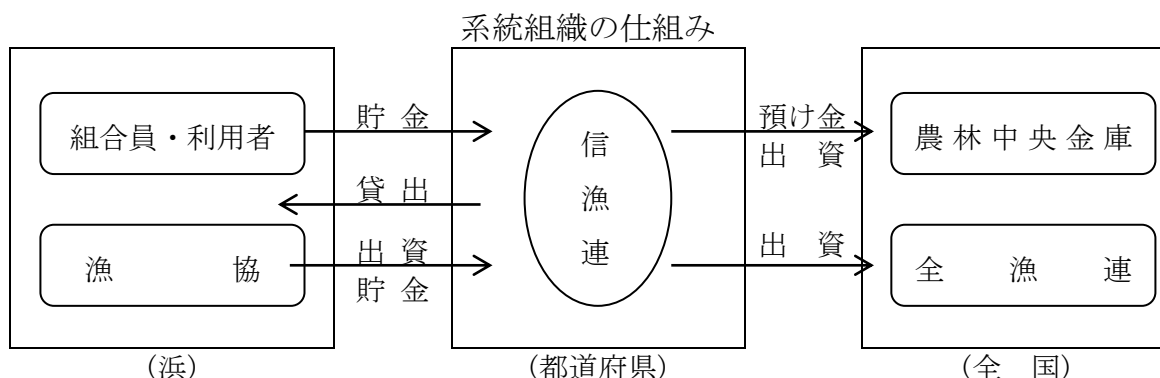 系統組織の仕組み
組合員・利用者
貯 金
貸 出
漁 協
出 資
貯 金
(浜)
信
漁
連
(都道府県)
預け金
出 資
農 林 中 央 金 庫
出 資
全 漁 連
(全 国)